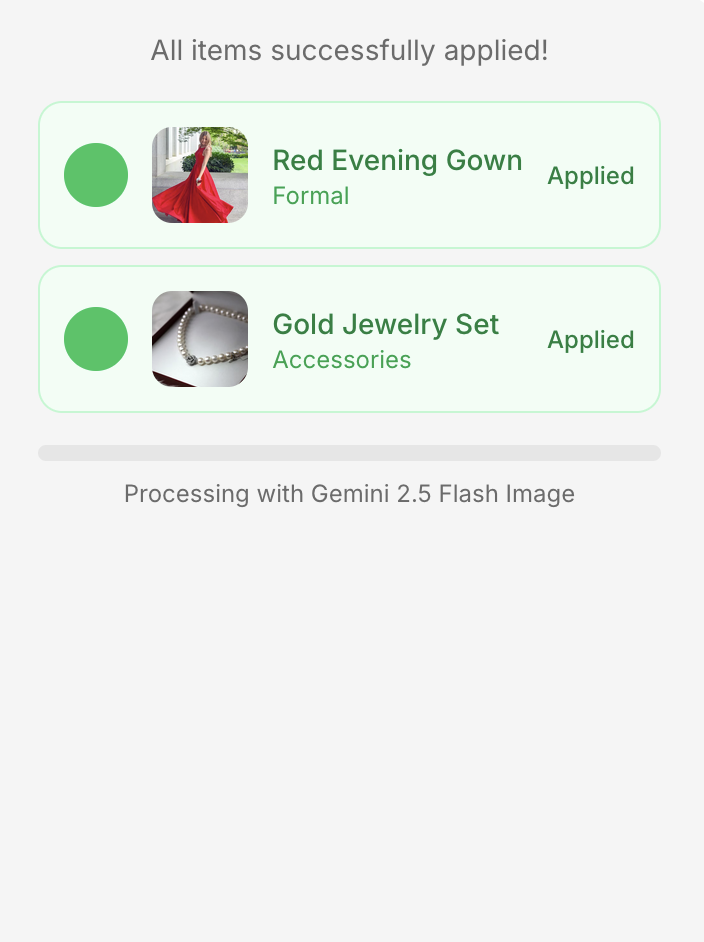 All items successfully applied!
Red Evening Gown
Formal
Applied
Gold Jewelry Set
Accessories
Applied
Processing with Gemini 2.5 Flash Image